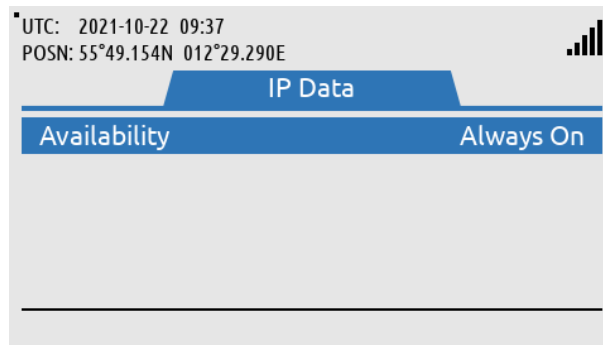 UTC: 2021-10-22 09:37
POSN: 55°49.154N 012°29.290E
IP Data
Availability Always On